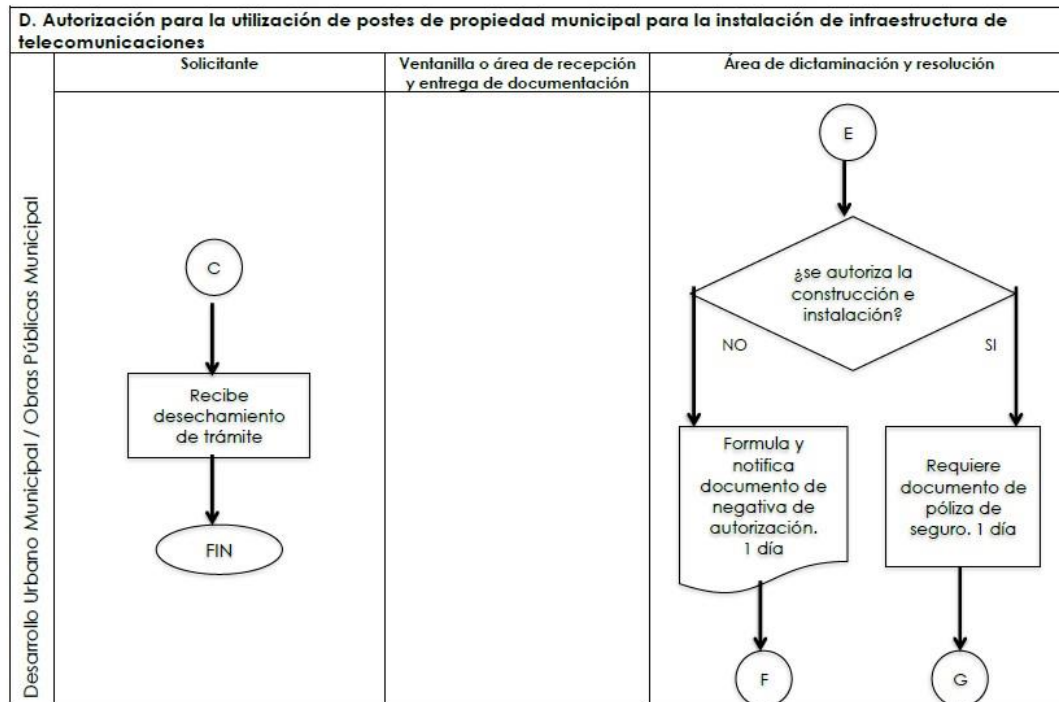 D. Autorización para la utilización de postes de propiedad municipal para la instalación de infraestructura de
telecomunicaciones
Solicitante
Ventanilla o área de recepción
y entrega de documentación
Área de dictaminación y resolución
Desarrollo Urbano Municipal / Obras Públicas Municipal
C
Recibe
desechamiento
de trámite
FIN
E
¿se autoriza la
construcción e
instalación?
NO
SI
Formula y
notifica
documento de
negativa de
autorización.
1 día
Requiere
documento de
póliza de
seguro. 1 día
F
G